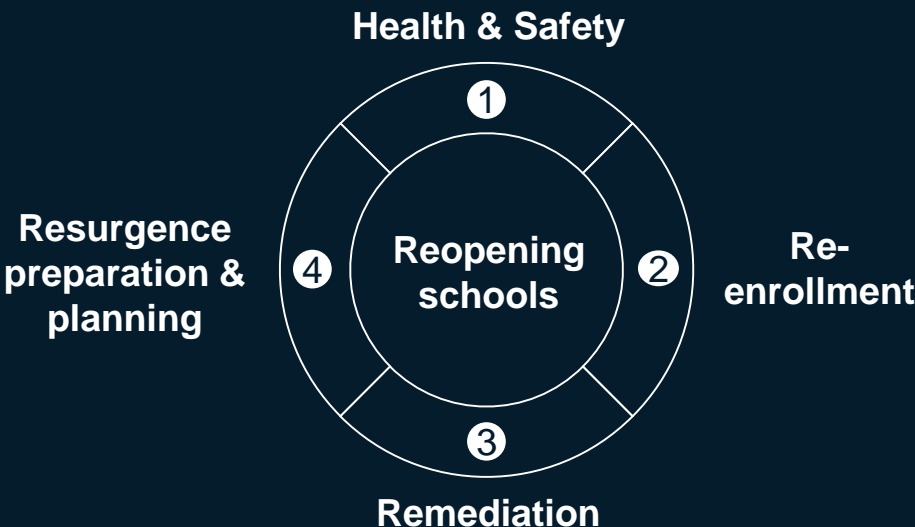 Health & Safety
1
Resurgence
preparation &
planning
4
Reopening
schools
2
Re-
enrollment
3
Remediation